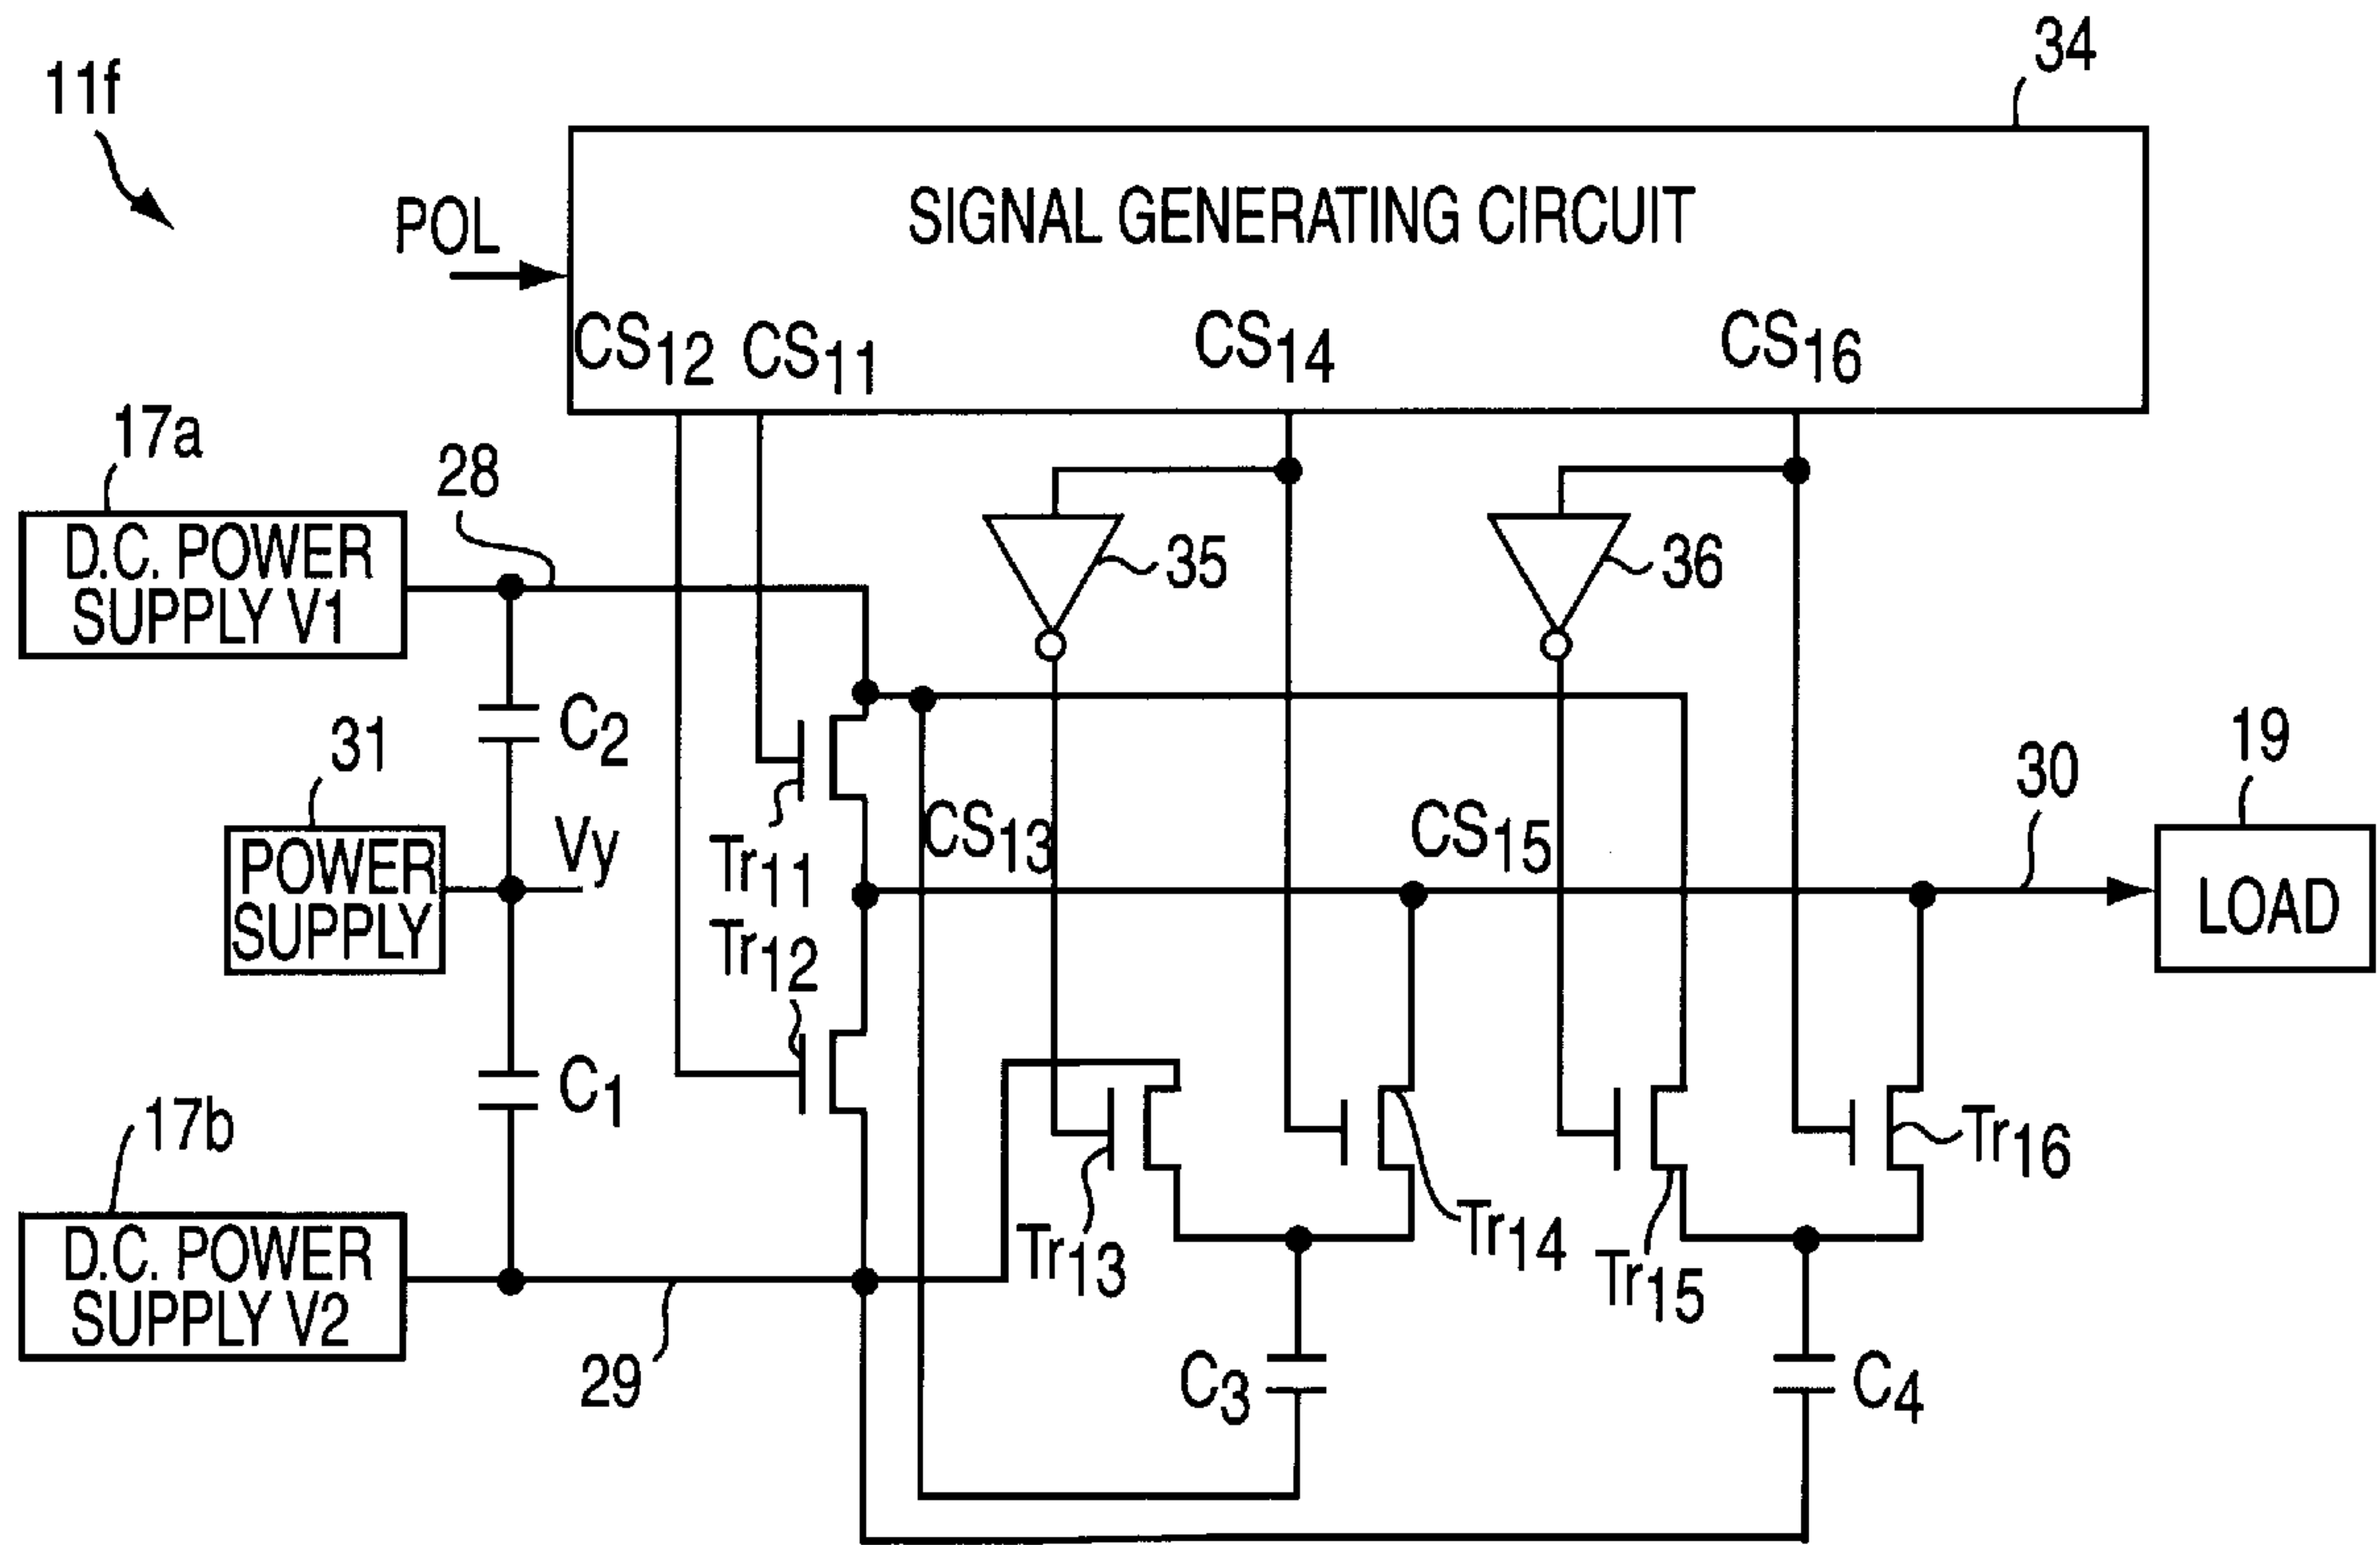 34
11f
POL
SIGNAL GENERATING CIRCUIT
CS12 CS11 CS14 CS16
17a
28
D.C. POWER
SUPPLY V1
35
36
C2
31
Tr11
CS13
CS15
30
19
POWER
SUPPLY
Vy
LOAD
Tr12
C1
17b
Tr16
Tr13
Tr14
Tr15
D.C. POWER
SUPPLY V2
29
C3
C4